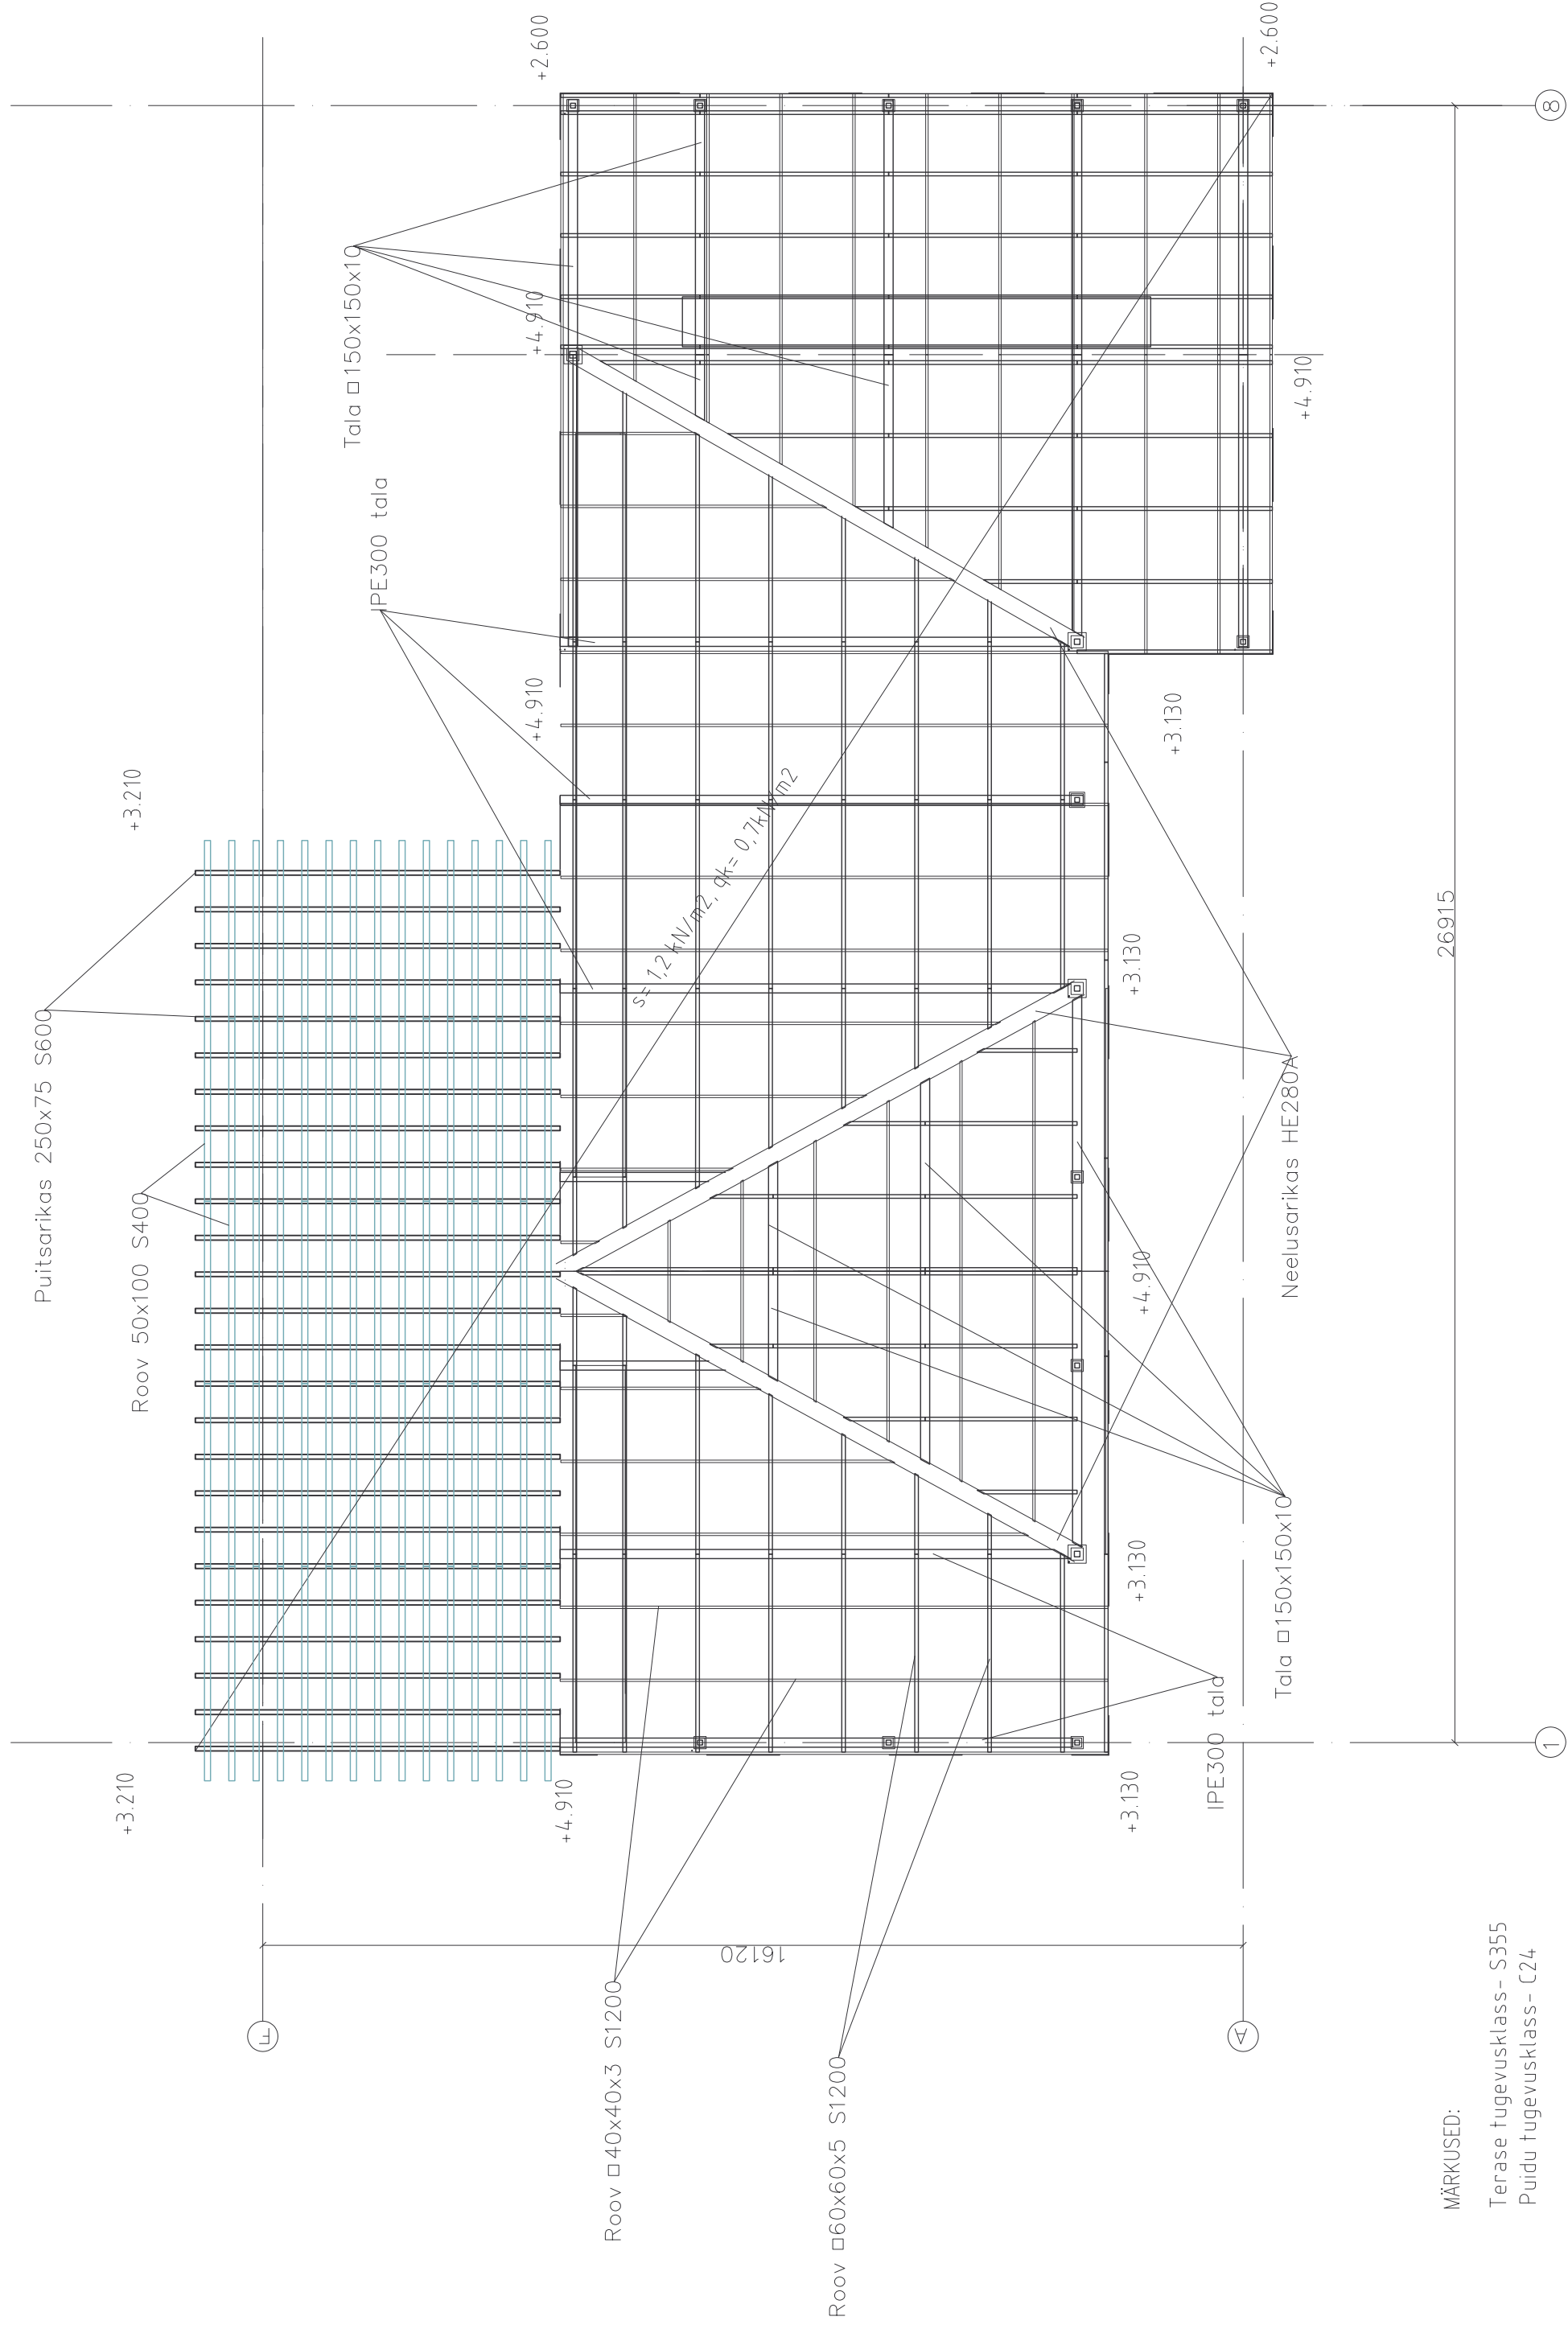 Puitsarikas 250x75 S600
Roov 50x100 S400
+3.210
+3.210
Tala □150x150x10
IPE300 tala
+2.600
+4.910
+4.910
+4.910
s= 1,2 kN/m2, qk= 0,7kN/m2
Roov □40x40x3 S1200
Roov □60x60x5 S1200
16120
F
A
+2.600
+4.910
+3.130
+3.130
+4.910
+3.130
+3.130
Neelusarikas HE280A
Tala □150x150x10
IPE300 tala
26915
1
8
MÄRKUSED:
Terase tugevusklass- S355
Puidu tugevusklass- C24